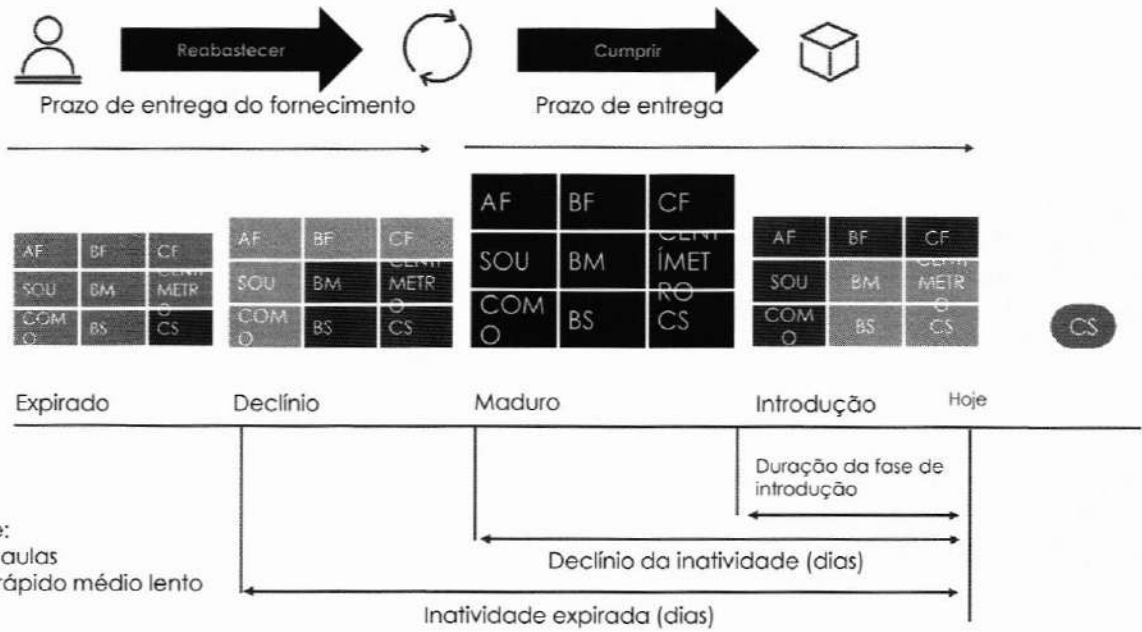 Reabastecer
Cumprir
Prazo de entrega do fornecimento
Prazo de entrega
AF BF CF
SOU BM CENTÍMETRO
COMO BS CS
AF BF CF
SOU BM
COMO BS CS
AF BF CF
SOU BM CENTÍMETRO
COMO BS CS
AF BF CF
SOU BM
COMO BS CS
CS
Expirado
Declínio
Maduro
Introdução
Hoje
Duração da fase de
introdução
Declínio da inatividade (dias)
Inatividade expirada (dias)
e:
aulas
rápido médio lento